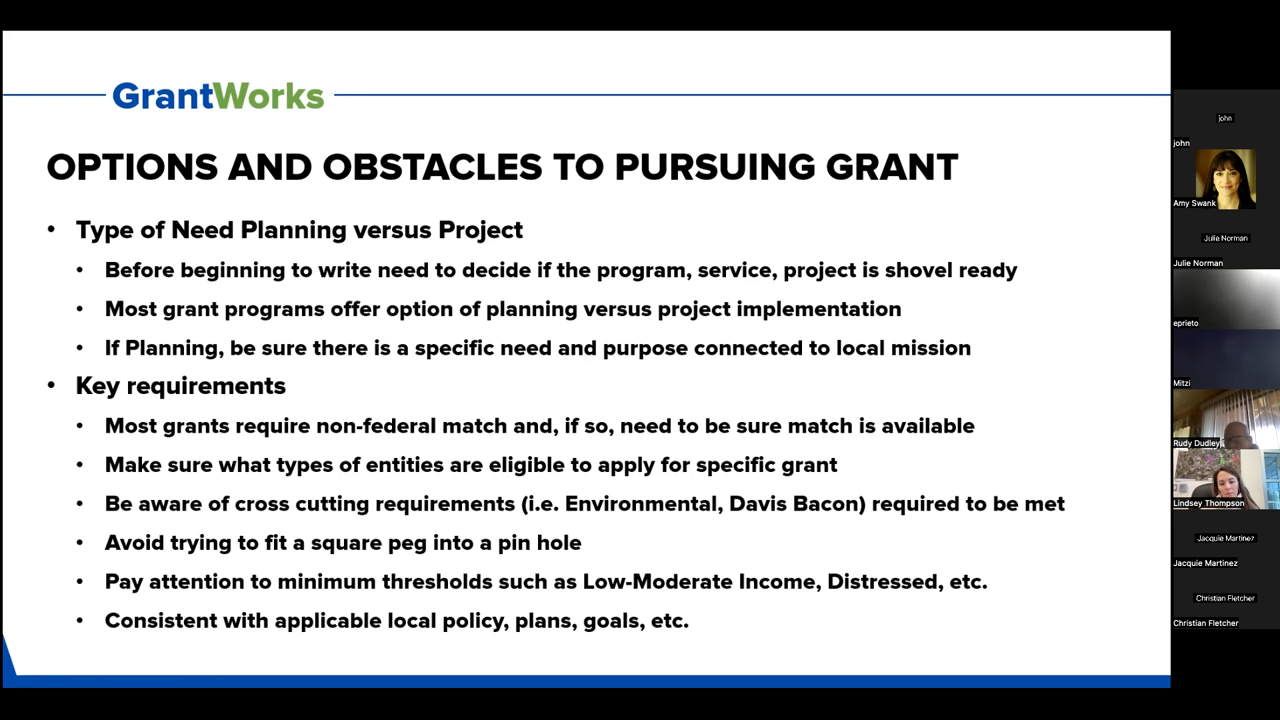 GrantWorks
OPTIONS AND OBSTACLES TO PURSUING GRANT
• Type of Need Planning versus Project
• Before beginning to write need to decide if the program, service, project is shovel ready
• Most grant programs offer option of planning versus project implementation
• If Planning, be sure there is a specific need and purpose connected to local mission
• Key requirements
• Most grants require non-federal match and, if so, need to be sure match is available
• Make sure what types of entities are eligible to apply for specific grant
• Be aware of cross cutting requirements (i.e. Environmental, Davis Bacon) required to be met
• Avoid trying to fit a square peg into a pin hole
• Pay attention to minimum thresholds such as Low-Moderate Income, Distressed, etc.
• Consistent with applicable local policy, plans, goals, etc.
john
john
Amy Swank
Julie Norman
Julie Norman
eprieto
Mitzi
Rudy Dudley
Lindsey Thompson
Jacquie Martinez
Jacquie Martinez
Christian Fletcher
Christian Fletcher